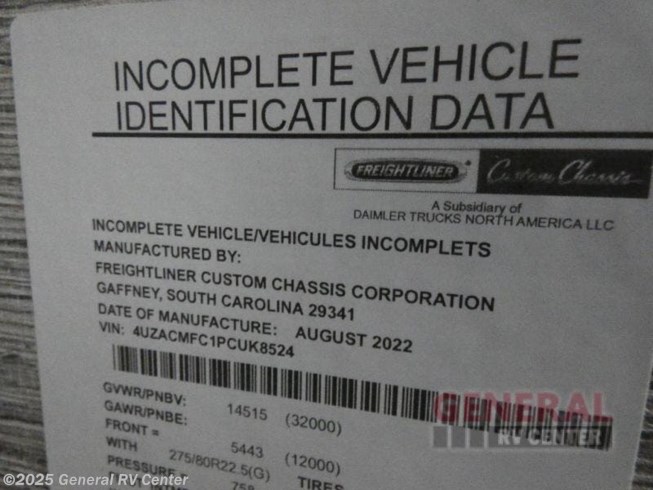 INCOMPLETE VEHICLE
IDENTIFICATION DATA
FREIGHTLINER Custom Chassis
A Subsidiary of
DAIMLER TRUCKS NORTH AMERICA LLC
INCOMPLETE VEHICLE/VEHICULES INCOMPLETS
MANUFACTURED BY:
FREIGHTLINER CUSTOM CHASSIS CORPORATION
GAFFNEY, SOUTH CAROLINA 29341
DATE OF MANUFACTURE: AUGUST 2022
VIN: 4UZACMFC1PCUK8524
GVWR/PNBV: 14515 (32000)
GAWR/PNBE:
FRONT = 5443 (12000)
WITH 275/80R22.5(G) TIRES
PRESSURE = 758
GENERAL
RV CENTER
©2025 General RV Center